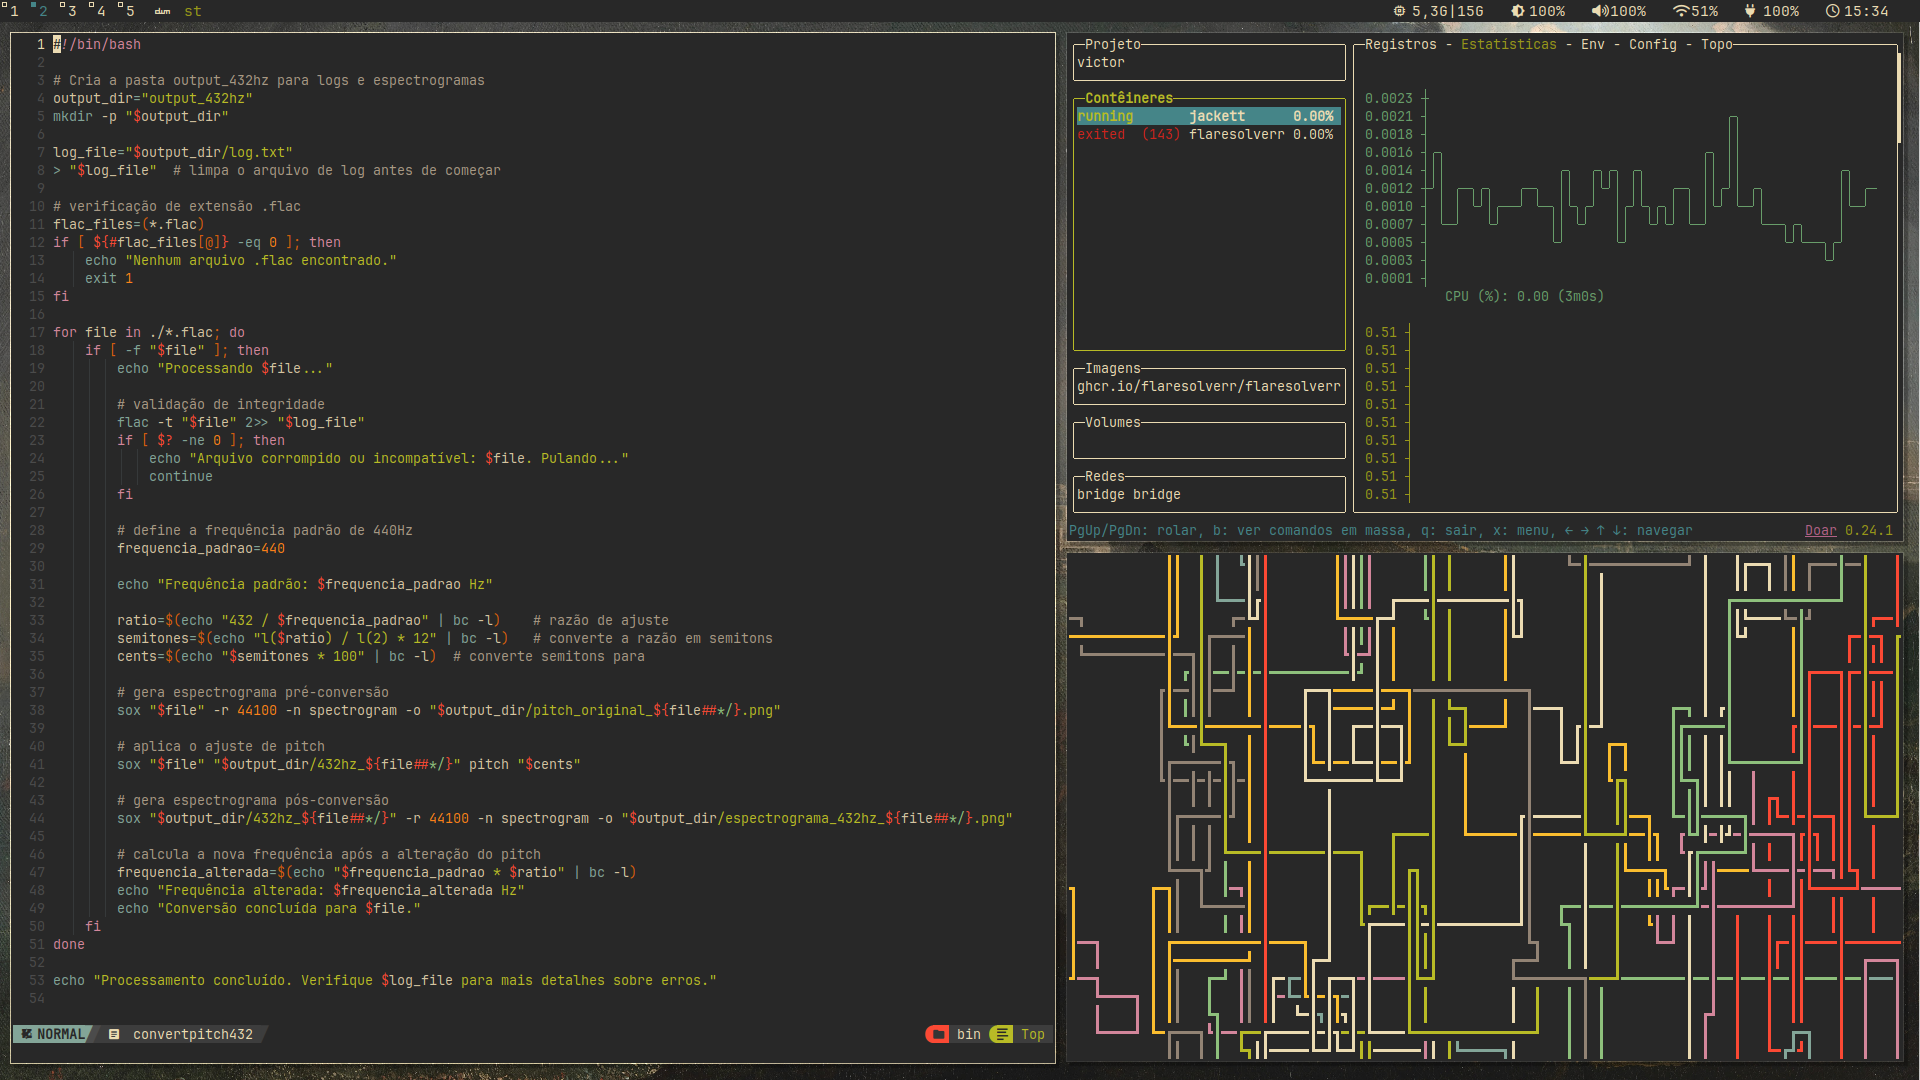 1 2 3 4 5 dwm st 5,3G|15G 100% 100% 51% 100% 15:34
1 #!/bin/bash
2
3 # Cria a pasta output_432hz para logs e espectrogramas
4 output_dir="output_432hz"
5 mkdir -p "$output_dir"
6
7 log_file="$output_dir/log.txt"
8 > "$log_file"  # limpa o arquivo de log antes de começar
9
10 # verificação de extensão .flac
11 flac_files=(*.flac)
12 if [ ${#flac_files[@]} -eq 0 ]; then
13     echo "Nenhum arquivo .flac encontrado."
14     exit 1
15 fi
16
17 for file in ./*.flac; do
18     if [ -f "$file" ]; then
19         echo "Processando $file..."
20
21         # validação de integridade
22         flac -t "$file" 2>> "$log_file"
23         if [ $? -ne 0 ]; then
24             echo "Arquivo corrompido ou incompatível: $file. Pulando..."
25             continue
26         fi
27
28         # define a frequência padrão de 440Hz
29         frequencia_padrao=440
30
31         echo "Frequência padrão: $frequencia_padrao Hz"
32
33         ratio=$(echo "432 / $frequencia_padrao" | bc -l)    # razão de ajuste
34         semitones=$(echo "l($ratio) / l(2) * 12" | bc -l)   # converte a razão em semitons
35         cents=$(echo "$semitones * 100" | bc -l)  # converte semitons para
36
37         # gera espectrograma pré-conversão
38         sox "$file" -r 44100 -n spectrogram -o "$output_dir/pitch_original_${file##*/}.png"
39
40         # aplica o ajuste de pitch
41         sox "$file" "$output_dir/432hz_${file##*/}" pitch "$cents"
42
43         # gera espectrograma pós-conversão
44         sox "$output_dir/432hz_${file##*/}" -r 44100 -n spectrogram -o "$output_dir/espectrograma_432hz_${file##*/}.png"
45
46         # calcula a nova frequência após a alteração do pitch
47         frequencia_alterada=$(echo "$frequencia_padrao * $ratio" | bc -l)
48         echo "Frequência alterada: $frequencia_alterada Hz"
49         echo "Conversão concluída para $file."
50     fi
51 done
52
53 echo "Processamento concluído. Verifique $log_file para mais detalhes sobre erros."
54
NORMAL convertpitch432 bin Top
Projeto
victor
Contêineres
running jackett 0.00%
exited (143) flaresolverr 0.00%
Imagens
ghcr.io/flaresolverr/flaresolverr
Volumes
Redes
bridge bridge
Registros - Estatísticas - Env - Config - Topo
0.0023
0.0021
0.0018
0.0016
0.0014
0.0012
0.0010
0.0007
0.0005
0.0003
0.0001
CPU (%): 0.00 (3m0s)
0.51
0.51
0.51
0.51
0.51
0.51
0.51
0.51
0.51
0.51
PgUp/PgDn: rolar, b: ver comandos em massa, q: sair, x: menu, ← → ↑ ↓: navegar Doar 0.24.1